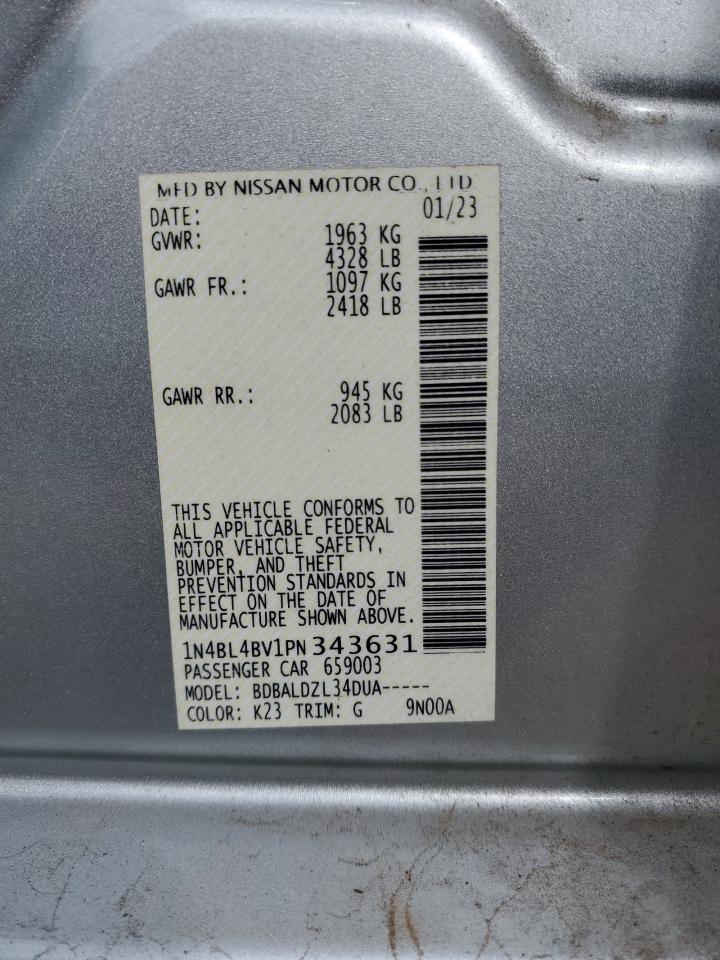 MFD BY NISSAN MOTOR CO., LTD
DATE: 01/23
GVWR: 1963 KG
4328 LB
GAWR FR.: 1097 KG
2418 LB
GAWR RR.: 945 KG
2083 LB
THIS VEHICLE CONFORMS TO
ALL APPLICABLE FEDERAL
MOTOR VEHICLE SAFETY,
BUMPER, AND THEFT
PREVENTION STANDARDS IN
EFFECT ON THE DATE OF
MANUFACTURE SHOWN ABOVE.
1N4BL4BV1PN343631
PASSENGER CAR 659003
MODEL: BDBALDZL34DUA-----
COLOR: K23 TRIM: G 9N00A